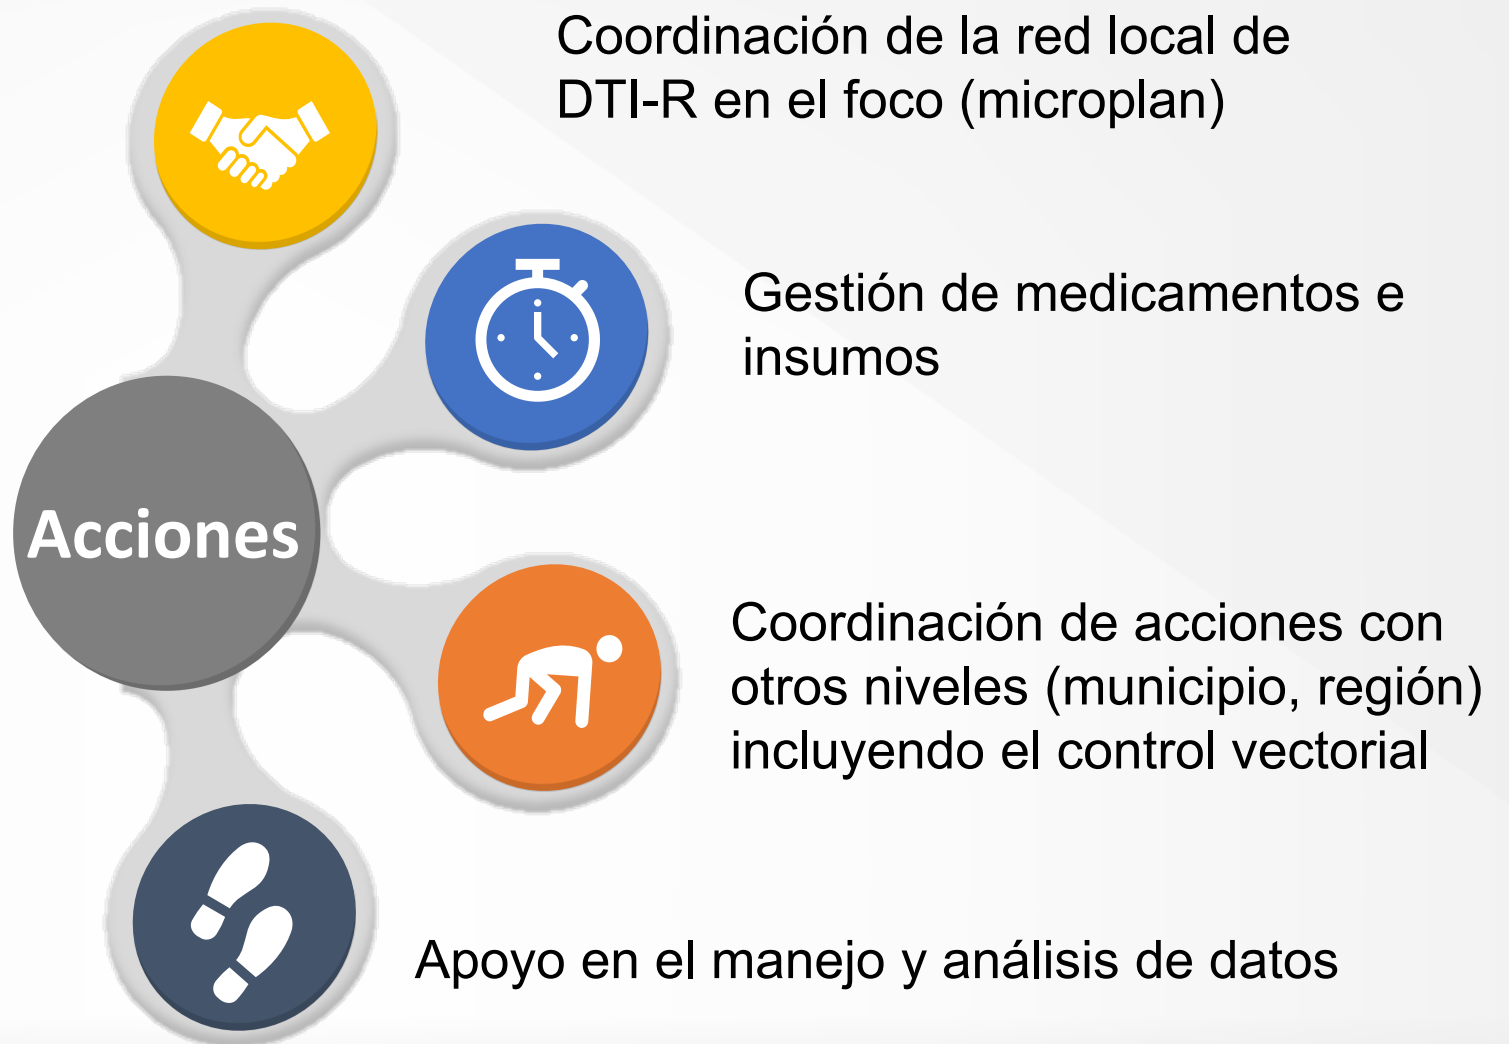 Coordinación de la red local de
DTI-R en el foco (microplan)
Gestión de medicamentos e
insumos
Acciones
Coordinación de acciones con
otros niveles (municipio, región)
incluyendo el control vectorial
Apoyo en el manejo y análisis de datos